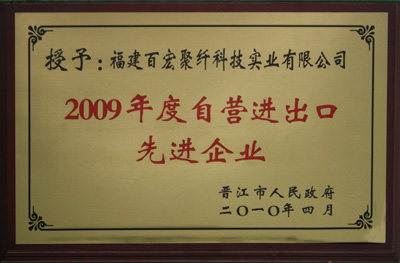 授予：福建百宏聚纤科技实业有限公司
2009年度自营进出口
先进企业
晋江市人民政府
二〇一〇年四月